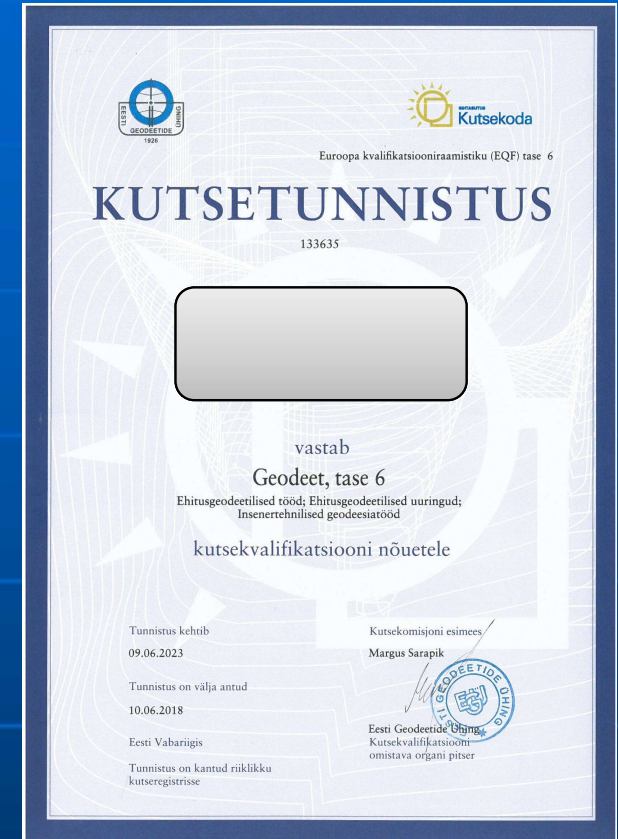 EESTI GEODEETIDE ÜHING
1926
SIHTASUTUS
Kutsekoda
Euroopa kvalifikatsiooniraamistiku (EQF) tase 6
KUTSETUNNISTUS
133635
vastab
Geodeet, tase 6
Ehitusgeodeetilised tööd; Ehitusgeodeetilised uuringud;
Insenertehnilised geodeesiatööd
kutsekvalifikatsiooni nõuetele
Tunnistus kehtib
09.06.2023
Tunnistus on välja antud
10.06.2018
Eesti Vabariigis
Tunnistus on kantud riiklikku
kutseregistrisse
Kutsekomisjoni esimees
Margus Sarapik
EESTI GEODEETIDE ÜHING
EGÜ
Eesti Geodeetide Ühing
Kutsekvalifikatsiooni
omistava organi pitser